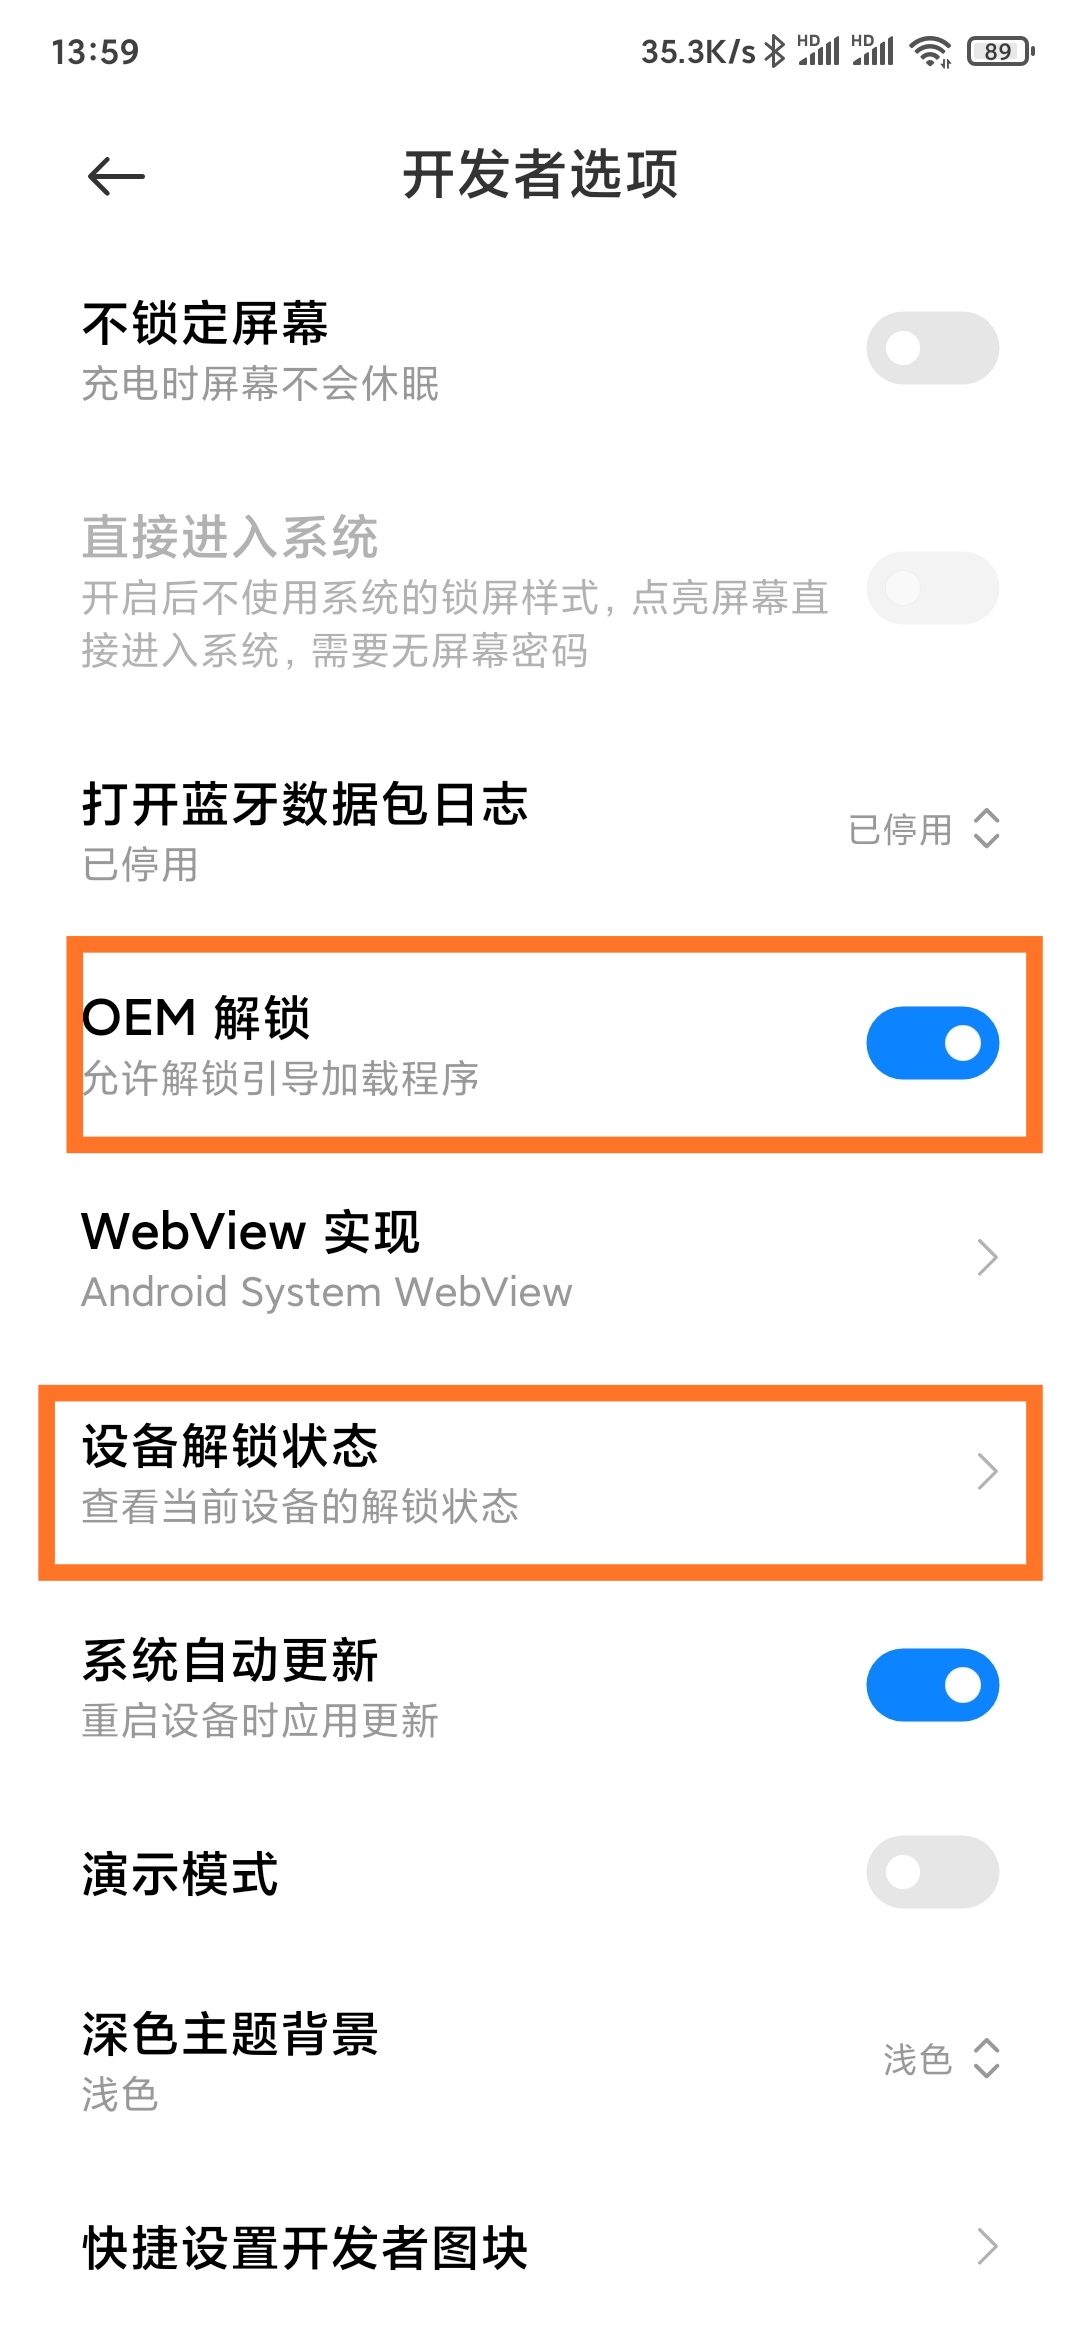 13:59
35.3K/s HD HD 89
开发者选项
不锁定屏幕
充电时屏幕不会休眠
直接进入系统
开启后不使用系统的锁屏样式，点亮屏幕直
接进入系统，需要无屏幕密码
打开蓝牙数据包日志
已停用
已停用
OEM 解锁
允许解锁引导加载程序
WebView 实现
Android System WebView
设备解锁状态
查看当前设备的解锁状态
系统自动更新
重启设备时应用更新
演示模式
深色主题背景
浅色
浅色
快捷设置开发者图块